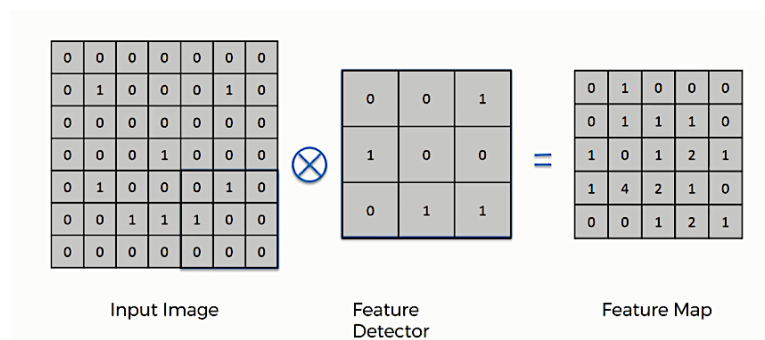 0 0 0 0 0 0 0
0 1 0 0 0 1 0
0 0 0 0 0 0 0
0 0 0 1 0 0 0
0 1 0 0 0 1 0
0 0 1 1 1 0 0
0 0 0 0 0 0 0
0 0 1
1 0 0
0 1 1
=
0 1 0 0 0
0 1 1 1 0
1 0 1 2 1
1 4 2 1 0
0 0 1 2 1
Input Image
Feature
Detector
Feature Map